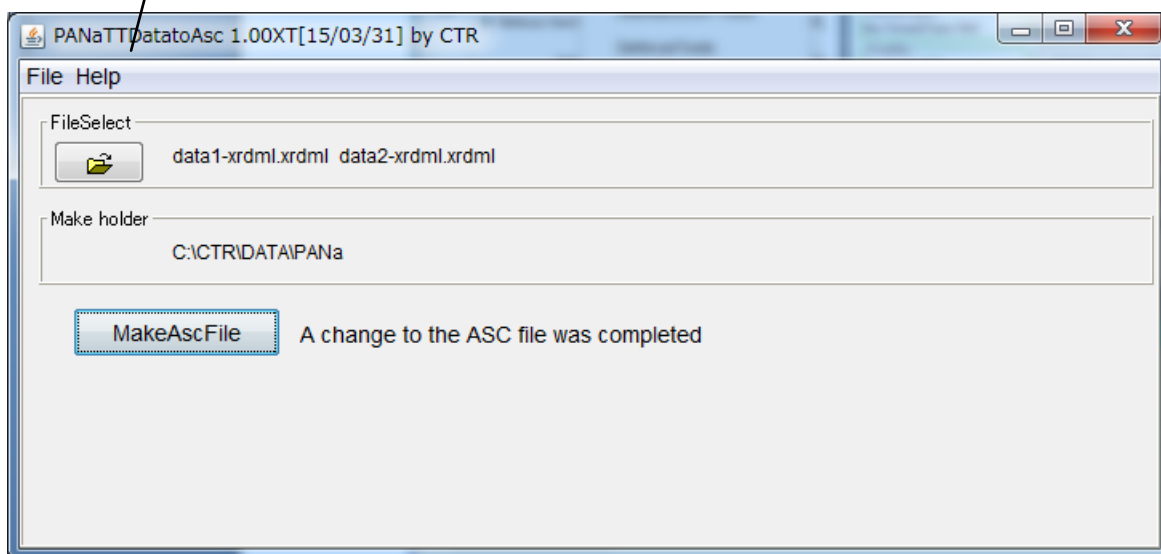 PANaTTDatatoAsc 1.00XT[15/03/31] by CTR
File Help
FileSelect
data1-xrdml.xrdml data2-xrdml.xrdml
Make holder
C:\CTR\DATA\PANa
MakeAscFile A change to the ASC file was completed